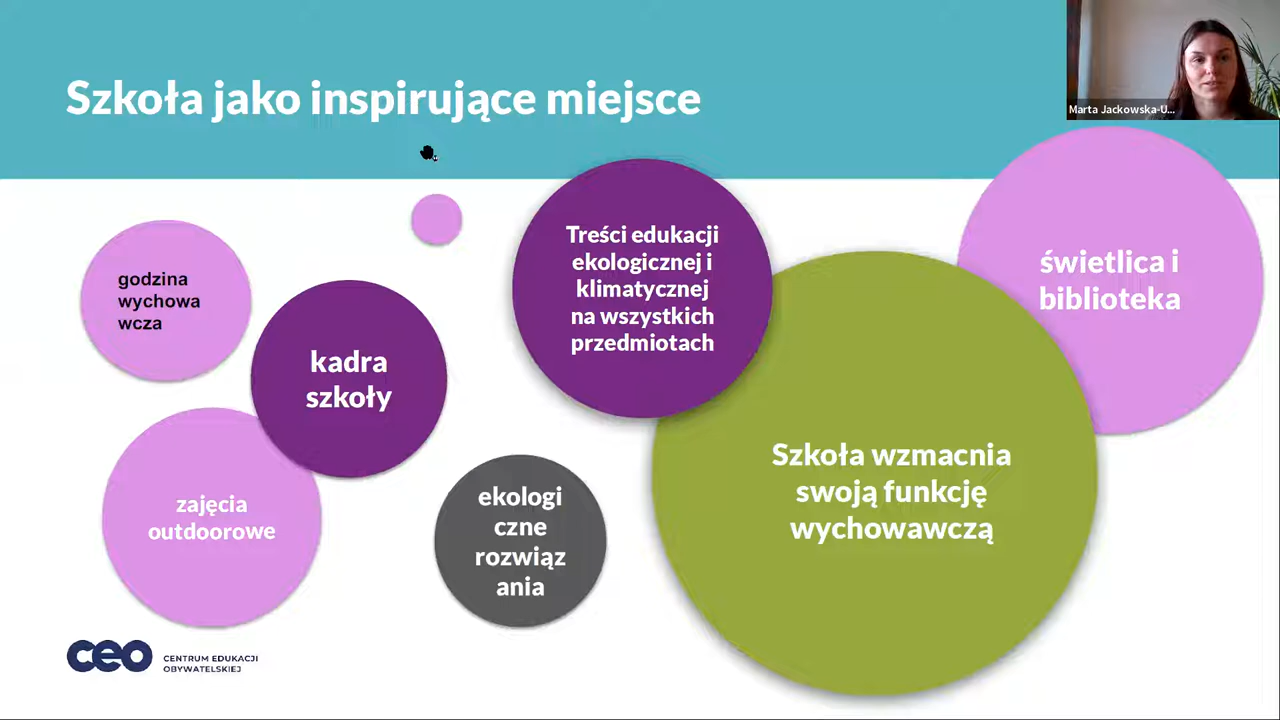 Szkoła jako inspirujące miejsce
Marta Jackowska-U...
godzina
wychowa
wcza
kadra
szkoły
zajęcia
outdoorowe
ekologi
czne
rozwiąz
ania
Treści edukacji
ekologicznej i
klimatycznej
na wszystkich
przedmiotach
Szkoła wzmacnia
swoją funkcję
wychowawczą
świetlica i
biblioteka
ceo
CENTRUM EDUKACJI
OBYWATELSKIEJ